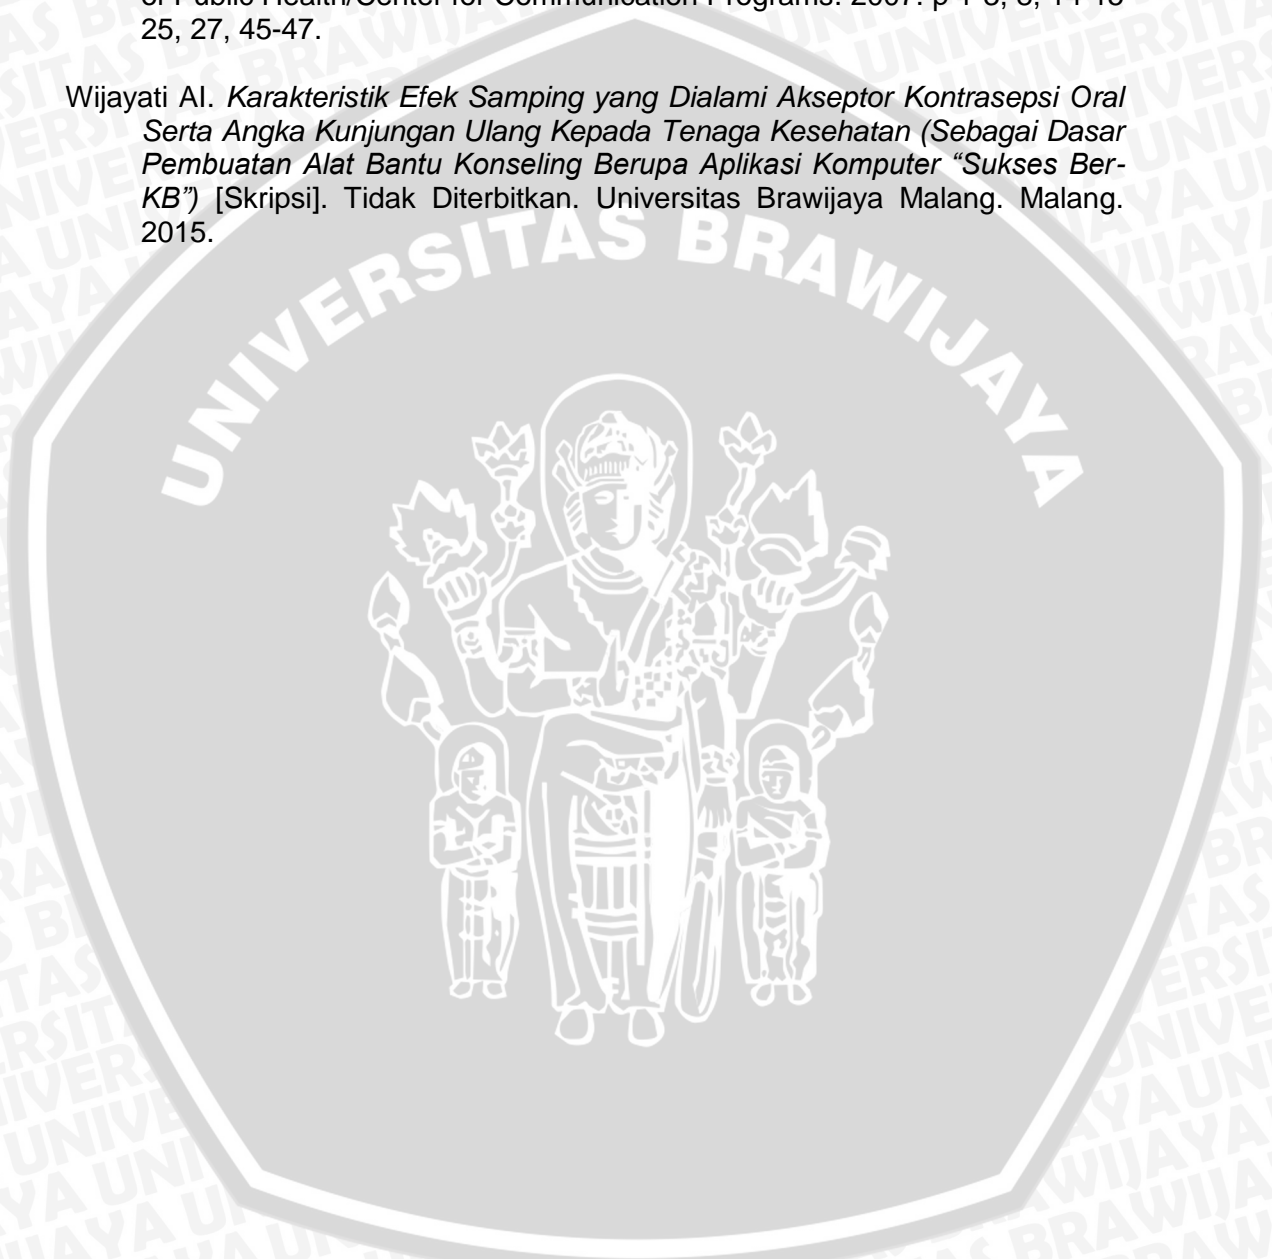 25, 27, 45-47.
Wijayati AI. Karakteristik Efek Samping yang Dialami Akseptor Kontrasepsi Oral
Serta Angka Kunjungan Ulang Kepada Tenaga Kesehatan (Sebagai Dasar
Pembuatan Alat Bantu Konseling Berupa Aplikasi Komputer “Sukses Ber-
KB”) [Skripsi]. Tidak Diterbitkan. Universitas Brawijaya Malang. Malang.
2015.
UNIVERSITAS BRAWIJAYA